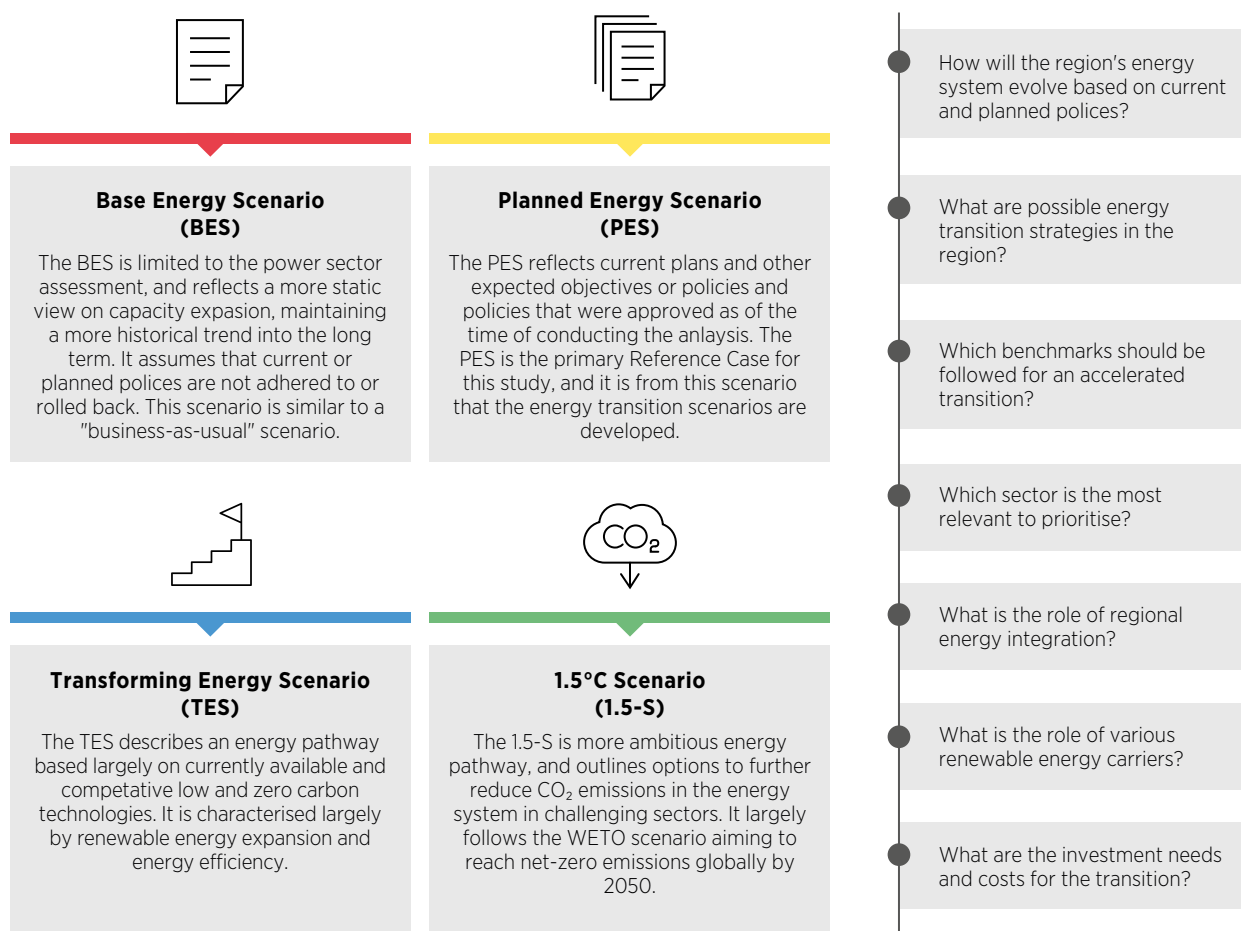 Base Energy Scenario
(BES)
The BES is limited to the power sector
assessment, and reflects a more static
view on capacity expasion, maintaining
a more historical trend into the long
term. It assumes that current or
planned polices are not adhered to or
rolled back. This scenario is similar to a
"business-as-usual" scenario.
Planned Energy Scenario
(PES)
The PES reflects current plans and other
expected objectives or policies and
policies that were approved as of the
time of conducting the anlaysis. The
PES is the primary Reference Case for
this study, and it is from this scenario
that the energy transition scenarios are
developed.
Transforming Energy Scenario
(TES)
The TES describes an energy pathway
based largely on currently available and
competative low and zero carbon
technologies. It is characterised largely
by renewable energy expansion and
energy efficiency.
CO₂
1.5°C Scenario
(1.5-S)
The 1.5-S is more ambitious energy
pathway, and outlines options to further
reduce CO₂ emissions in the energy
system in challenging sectors. It largely
follows the WETO scenario aiming to
reach net-zero emissions globally by
2050.
How will the region's energy
system evolve based on current
and planned polices?
What are possible energy
transition strategies in the
region?
Which benchmarks should be
followed for an accelerated
transition?
Which sector is the most
relevant to prioritise?
What is the role of regional
energy integration?
What is the role of various
renewable energy carriers?
What are the investment needs
and costs for the transition?